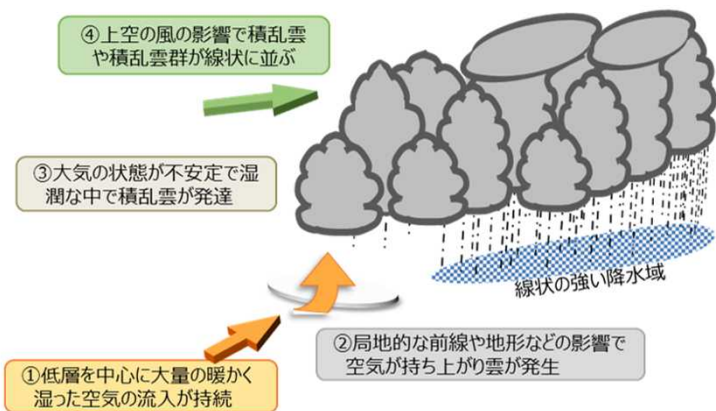 ④上空の風の影響で積乱雲
や積乱雲群が線状に並ぶ
③大気の状態が不安定で湿
潤な中で積乱雲が発達
線状の強い降水域
②局地的な前線や地形などの影響で
空気が持ち上がり雲が発生
①低層を中心に大量の暖かく
湿った空気の流入が持続